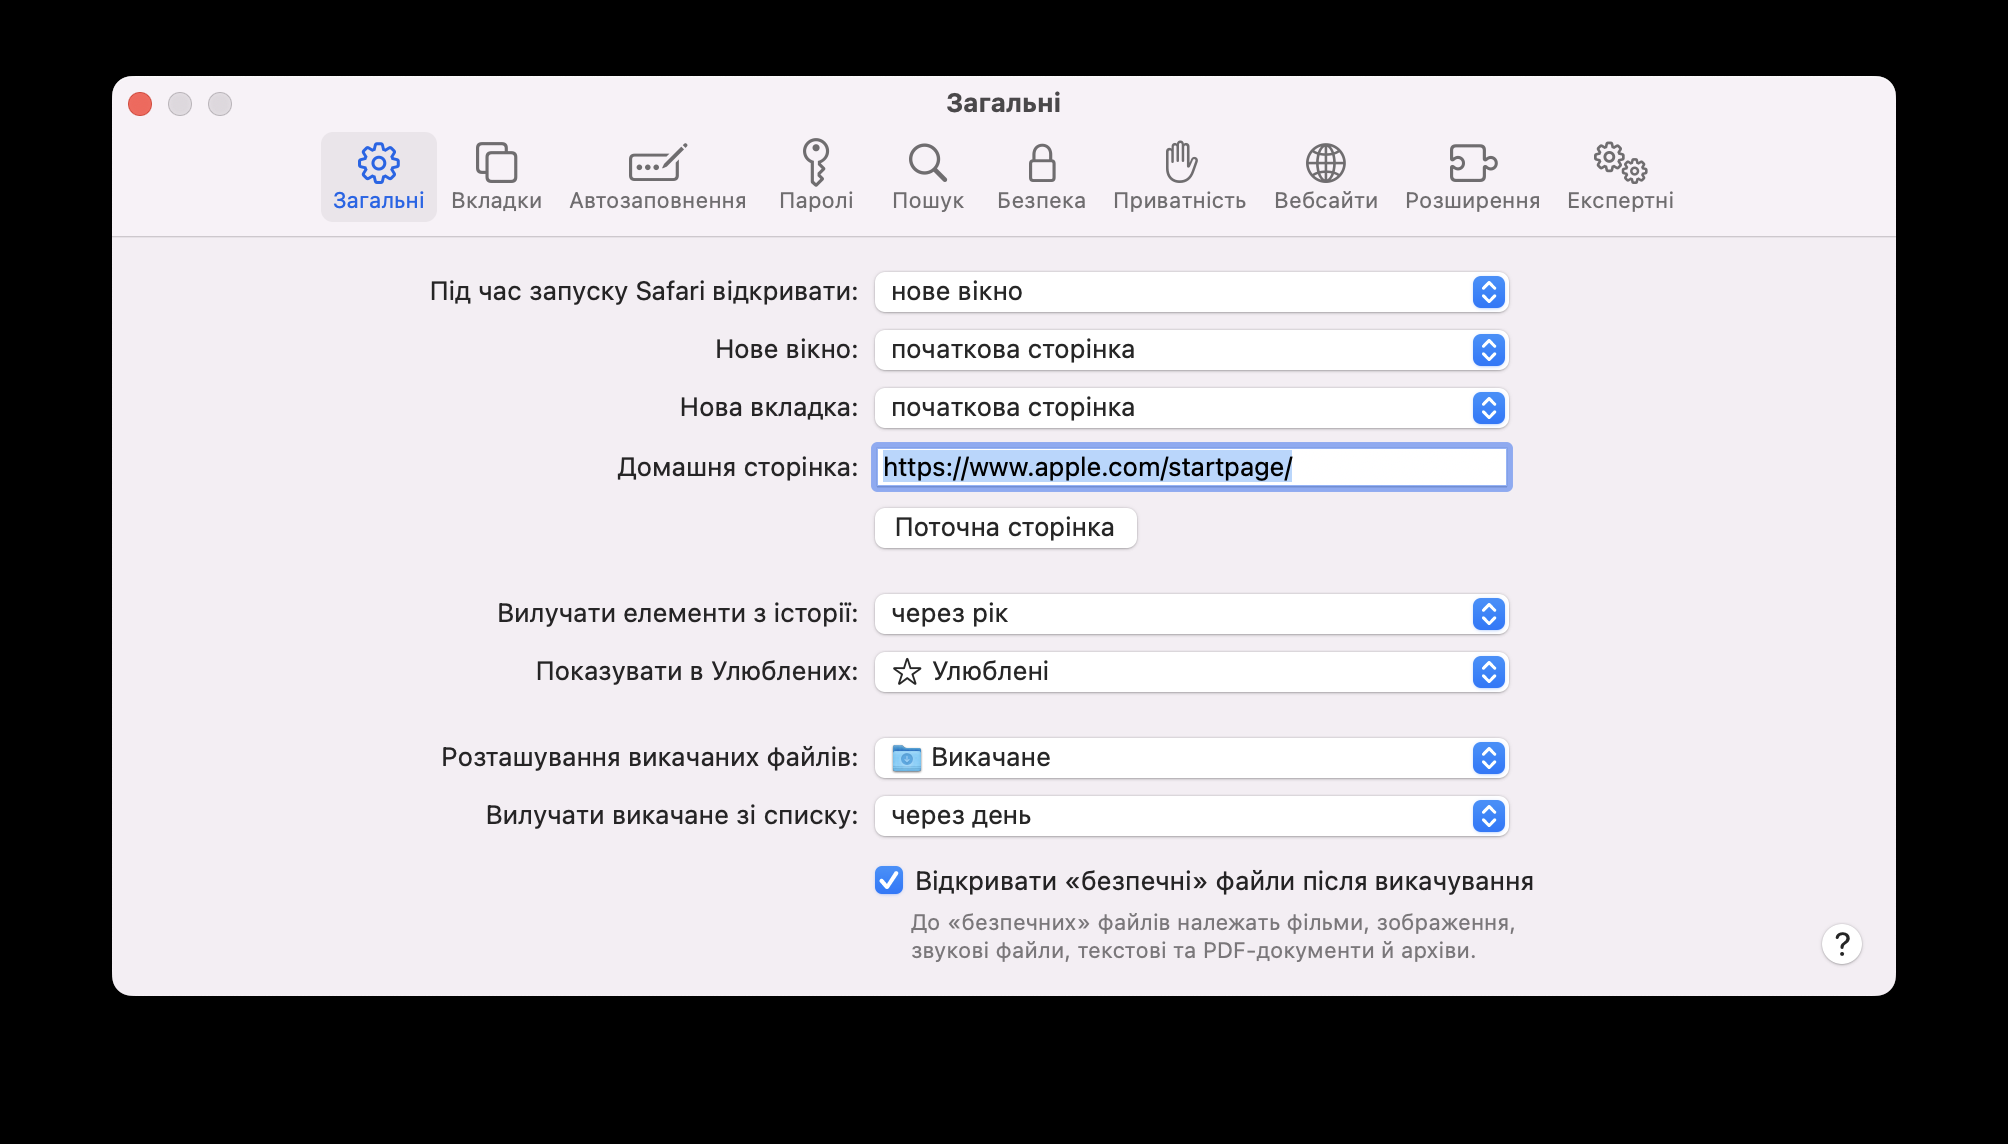 Загальні
Загальні Вкладки Автозаповнення Паролі Пошук Безпека Приватність Вебсайти Розширення Експертні
Під час запуску Safari відкривати: нове вікно
Нове вікно: початкова сторінка
Нова вкладка: початкова сторінка
Домашня сторінка: https://www.apple.com/startpage/
Поточна сторінка
Вилучати елементи з історії: через рік
Показувати в Улюблених: Улюблені
Розташування викачаних файлів: Викачане
Вилучати викачане зі списку: через день
Відкривати «безпечні» файли після викачування
До «безпечних» файлів належать фільми, зображення,
звукові файли, текстові та PDF-документи й архіви.
?